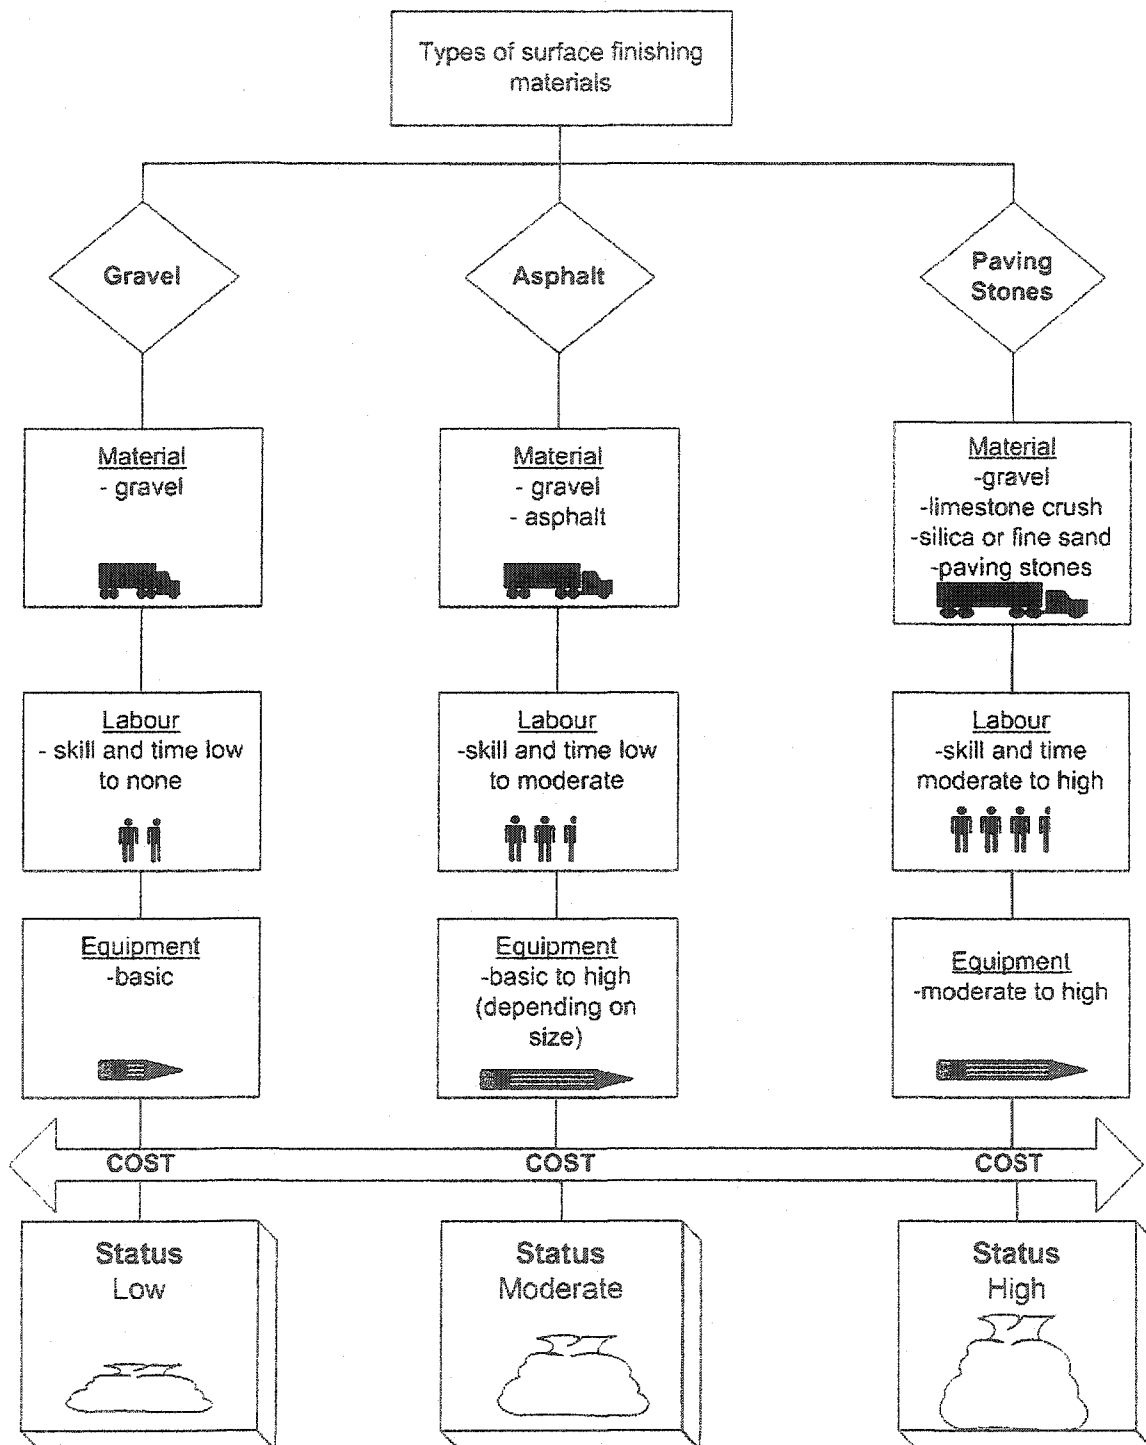 Types of surface finishing
materials
Gravel
Asphalt
Paving
Stones
Material
- gravel
Material
- gravel
- asphalt
Material
-gravel
-limestone crush
-silica or fine sand
-paving stones
Labour
- skill and time low
to none
Labour
-skill and time low
to moderate
Labour
-skill and time
moderate to high
Equipment
-basic
Equipment
-basic to high
(depending on
size)
Equipment
-moderate to high
COST
COST
COST
Status
Low
Status
Moderate
Status
High